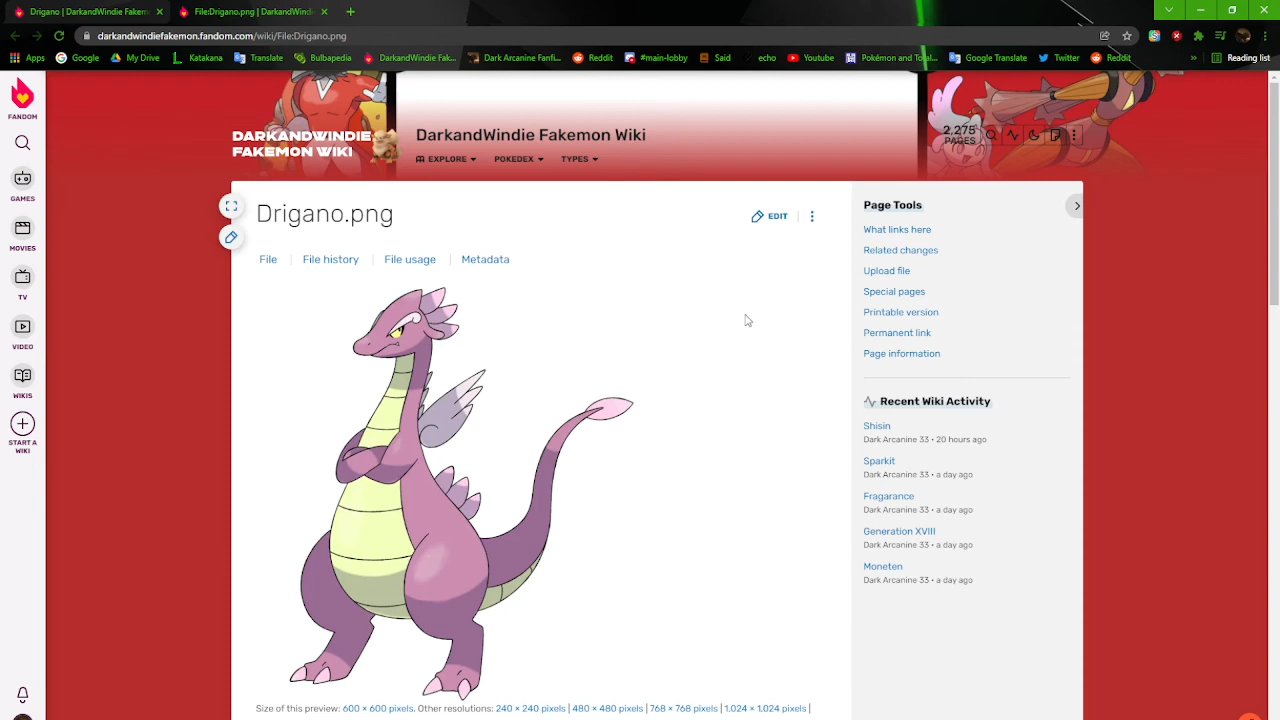 Drigano | DarkandWindie F
File:Drigano.png | DarkandWindie
darkandwindiefakemon.fandom.com/wiki/File:Drigano.png
Apps
Google
My Drive
Katakana
Translate
Bulbapedia
DarkandWindie Fak...
Dark Arcanine Fanfi...
Reddit
#main-lobby
Said
echo
Youtube
Pokémon and Total...
Google Translate
Twitter
Reddit
»
Reading list
FANDOM
GAMES
MOVIES
TV
VIDEO
WIKIS
START A
WIKI
DARKANDWINDIE
FAKEMON WIKI
DarkandWindie Fakemon Wiki
EXPLORE
POKEDEX
TYPES
2,275
PAGES
Drigano.png
EDIT
File
File history
File usage
Metadata
Size of this preview: 600 × 600 pixels. Other resolutions: 240 × 240 pixels | 480 × 480 pixels | 768 × 768 pixels | 1,024 × 1,024 pixels |
Page Tools
What links here
Related changes
Upload file
Special pages
Printable version
Permanent link
Page information
Recent Wiki Activity
Shisin
Dark Arcanine 33 • 20 hours ago
Sparkit
Dark Arcanine 33 • a day ago
Fragarance
Dark Arcanine 33 • a day ago
Generation XVIII
Dark Arcanine 33 • a day ago
Moneten
Dark Arcanine 33 • a day ago